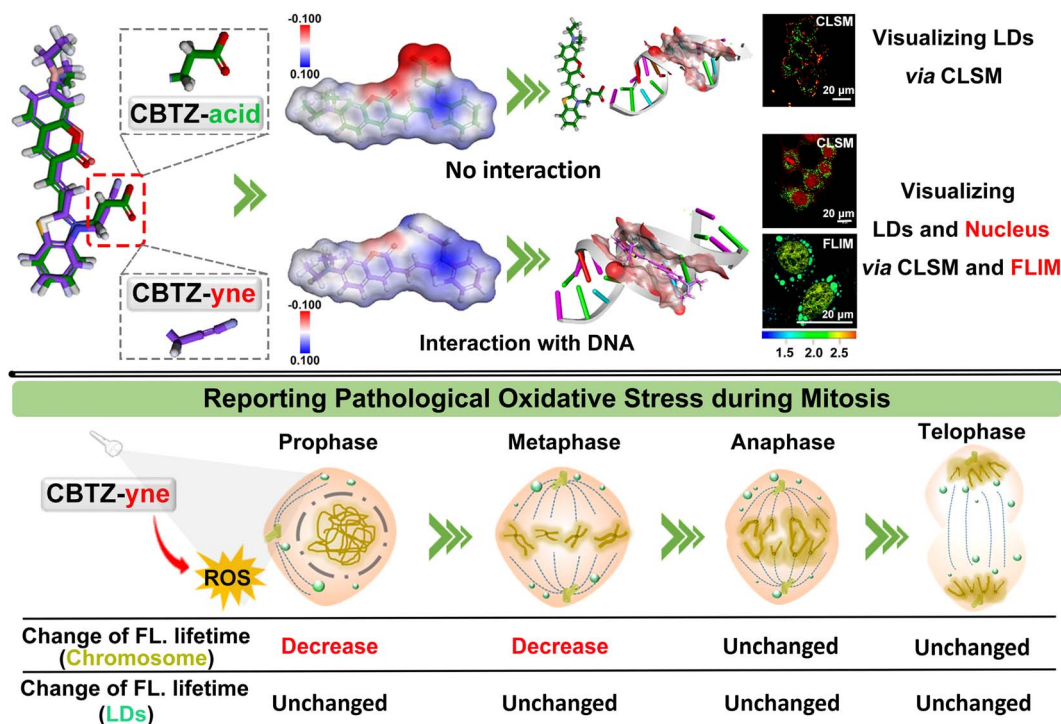 CBTZ-acid
-0.100
0.100
No interaction
CLSM
20 μm
Visualizing LDs
via CLSM
CBTZ-yne
-0.100
0.100
Interaction with DNA
CLSM
20 μm
FLIM
20 μm
1.5 2.0 2.5
Visualizing
LDs and Nucleus
via CLSM and FLIM
Reporting Pathological Oxidative Stress during Mitosis
Prophase Metaphase Anaphase Telophase
CBTZ-yne
ROS
Change of FL. lifetime
(Chromosome)
Decrease Decrease Unchanged Unchanged
Change of FL. lifetime
(LDs)
Unchanged Unchanged Unchanged Unchanged